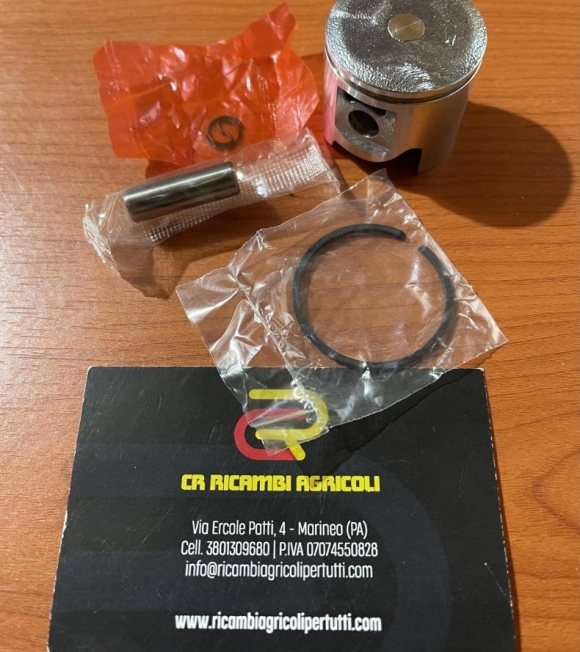 CR RICAMBI AGRICOLI
Via Ercole Patti, 4 - Marineo (PA)
Cell. 3801309680 | P.IVA 07074550828
info@ricambiagricolipertutti.com
www.ricambiagricolipertutti.com